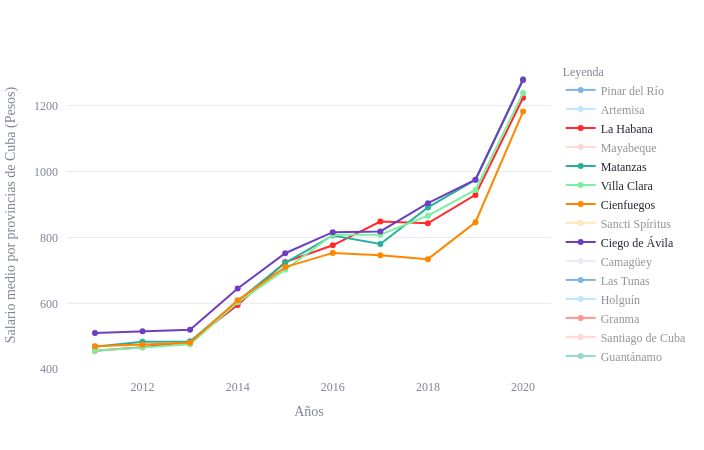 Leyenda
Pinar del Río
Artemisa
La Habana
Mayabeque
Matanzas
Villa Clara
Cienfuegos
Sancti Spíritus
Ciego de Ávila
Camagüey
Las Tunas
Holguín
Granma
Santiago de Cuba
Guantánamo
Salario medio por provincias de Cuba (Pesos)
1200
1000
800
600
400
2012
2014
2016
2018
2020
Años